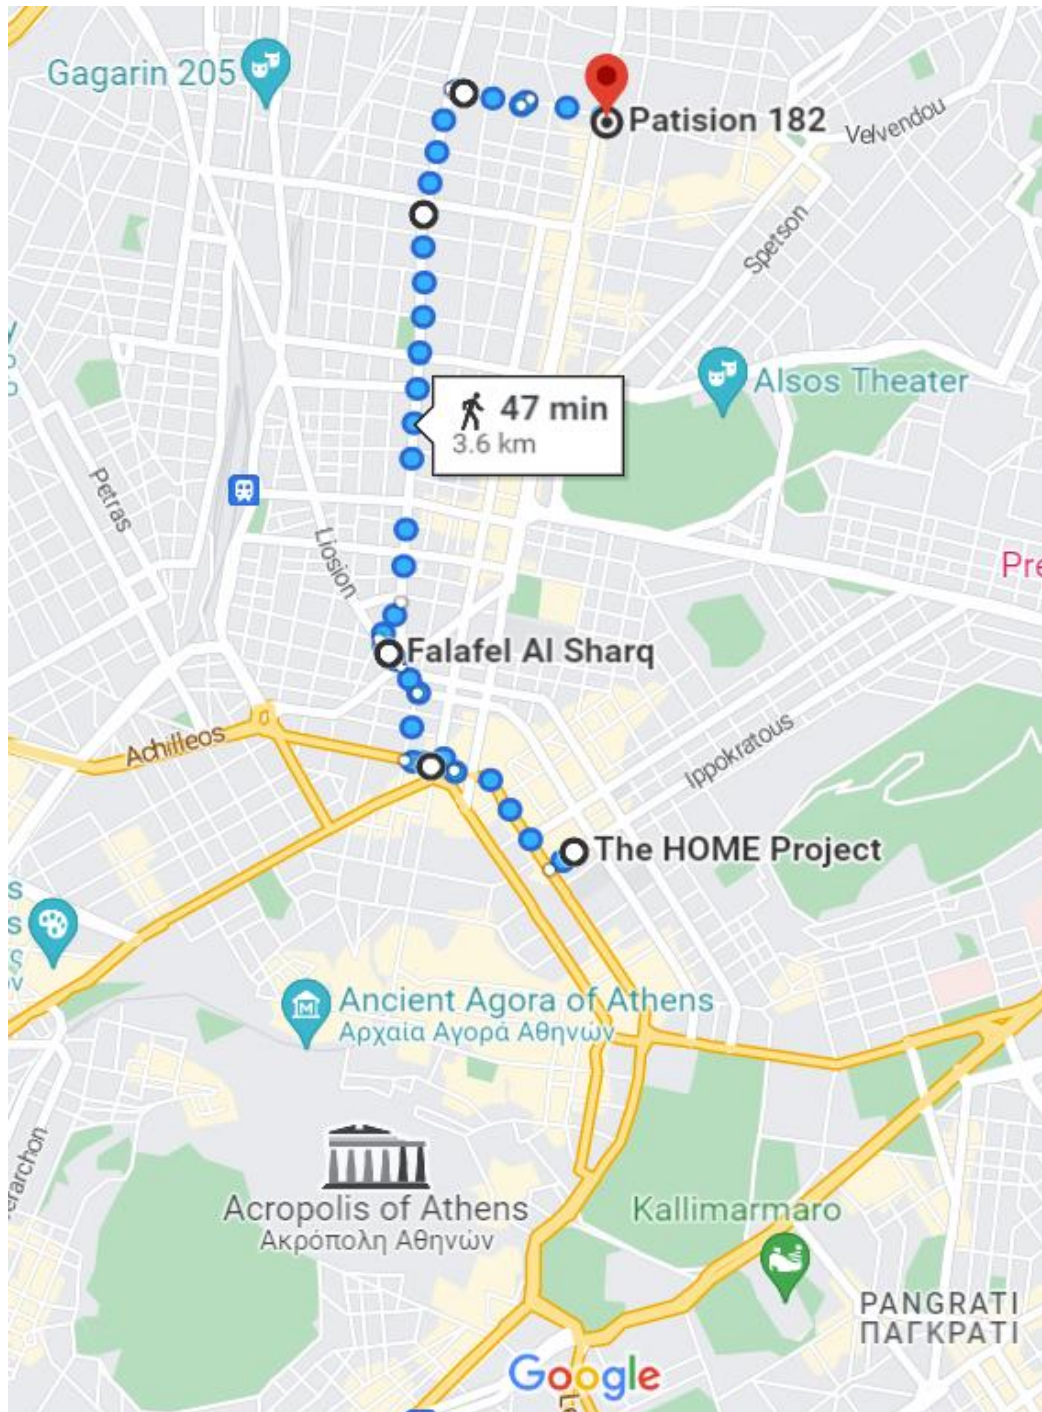 Gagarin 205
Patision 182
Velvendou
Spetson
Alsos Theater
47 min
3.6 km
Petras
Liosion
Pre
Falafel Al Sharq
Achilleos
Ippokratous
The HOME Project
Ancient Agora of Athens
Αρχαία Αγορά Αθηνών
Acropolis of Athens
Ακρόπολη Αθηνών
Kallimarmaro
PANGRATI
ΠΑΓΚΡΑΤΙ
erarchon
Google